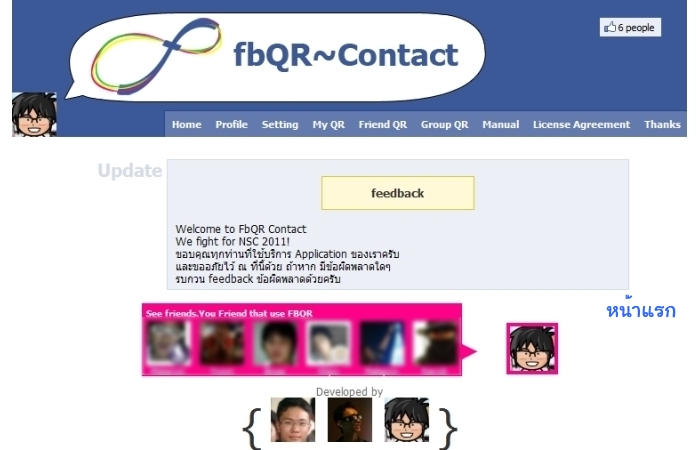 fbQR~Contact
6 people
Home Profile Setting My QR Friend QR Group QR Manual License Agreement Thanks
Update
feedback
Welcome to FbQR Contact
We fight for NSC 2011!
ขอบคุณทุกท่านที่ใช้บริการ Application ของเราครับ
และขออภัยไว้ ณ ที่นี้ด้วย ถ้าหาก มีข้อผิดพลาดใดๆ
รบกวน feedback ข้อผิดพลาดด้วยครับ
หน้าแรก
See friends.You Friend that use FBQR
Developed by
{ }